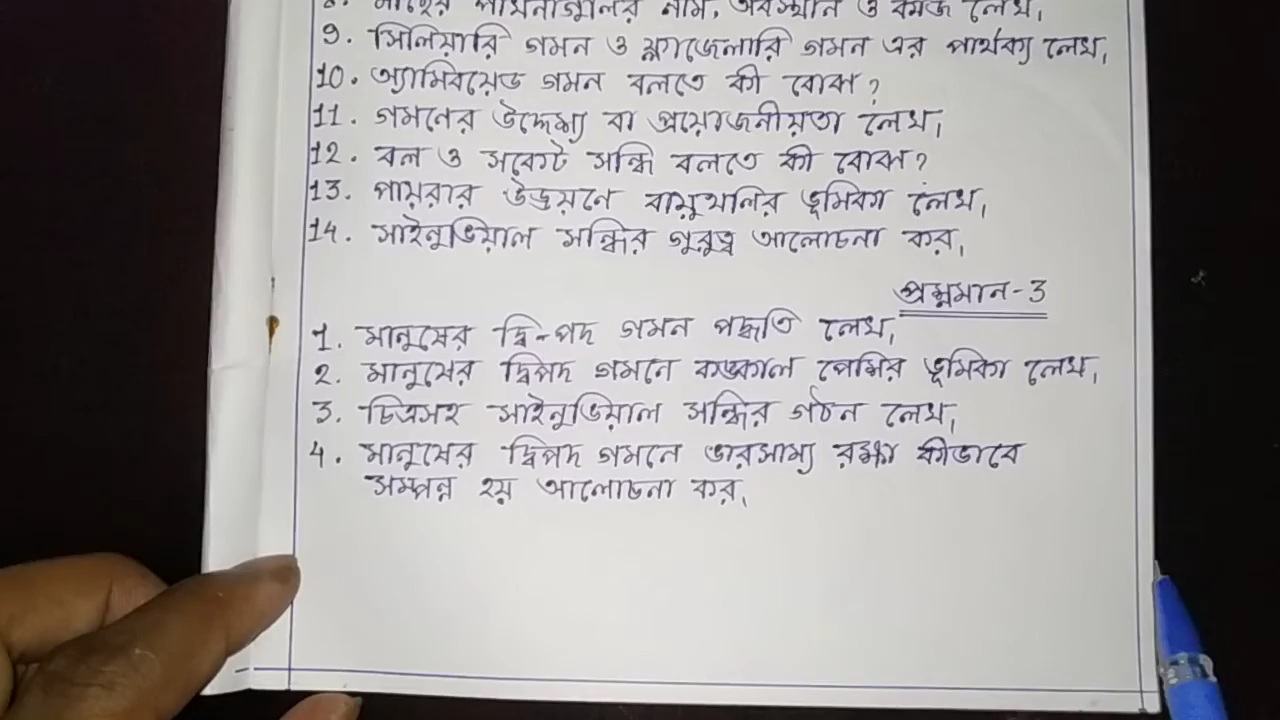 8. মাছের পাখনাগুলির নাম, অবস্থান ও কাজ লেখ।
9. সিলিয়ারি গমন ও ফ্লাজেলারি গমন এর পার্থক্য লেখ।
10. অ্যামিবয়েড গমন বলতে কী বোঝ?
11. গমনের উদ্দেশ্য বা প্রয়োজনীয়তা লেখ।
12. বল ও সকেট সন্ধি বলতে কী বোঝ?
13. পায়রার উড্ডয়নে বায়ুথলির ভূমিকা লেখ।
14. সাইনুভিয়াল সন্ধির গুরুত্ব আলোচনা কর।
প্রশ্নমান-3
1. মানুষের দ্বি-পদ গমন পদ্ধতি লেখ।
2. মানুষের দ্বিপদ গমনে কঙ্কাল পেশির ভূমিকা লেখ।
3. চিত্রসহ সাইনুভিয়াল সন্ধির গঠন লেখ।
4. মানুষের দ্বিপদ গমনে ভারসাম্য রক্ষা কীভাবে
সম্পন্ন হয় আলোচনা কর।